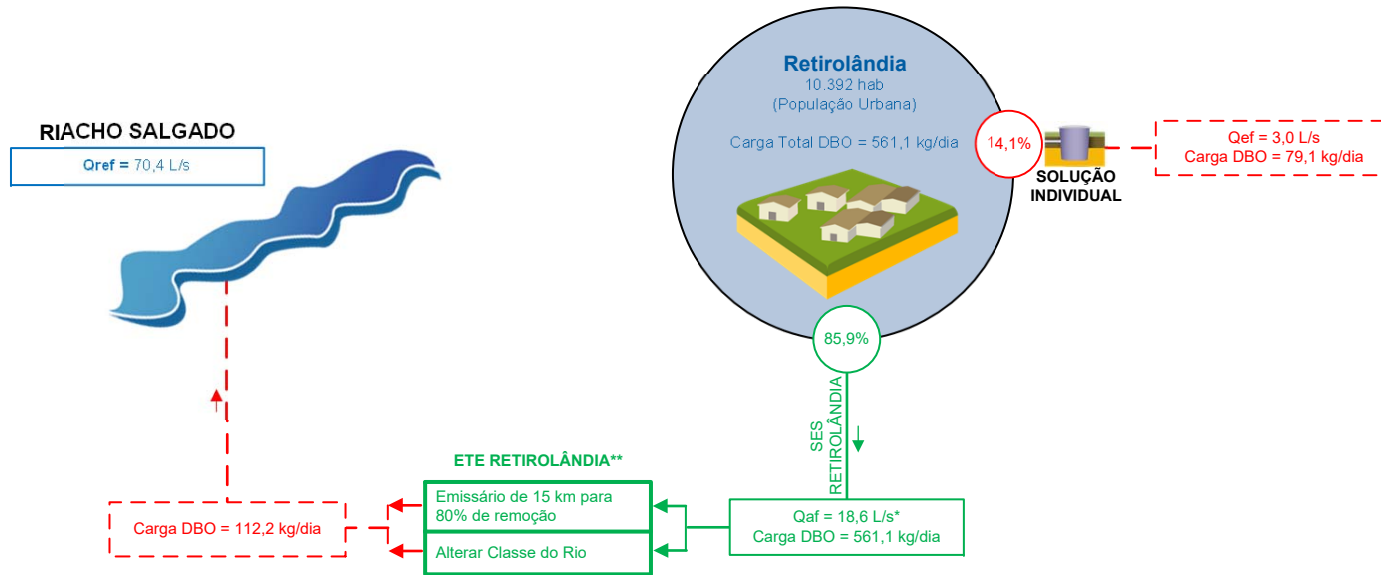 RIACHO SALGADO
Qref = 70,4 L/s
Retirolândia
10.392 hab
(População Urbana)
Carga Total DBO = 561,1 kg/dia
14,1%
SOLUÇÃO
INDIVIDUAL
Qef = 3,0 L/s
Carga DBO = 79,1 kg/dia
85,9%
SES
RETIROLÂNDIA
ETE RETIROLÂNDIA**
Emissário de 15 km para
80% de remoção
Alterar Classe do Rio
Carga DBO = 112,2 kg/dia
Qaf = 18,6 L/s*
Carga DBO = 561,1 kg/dia